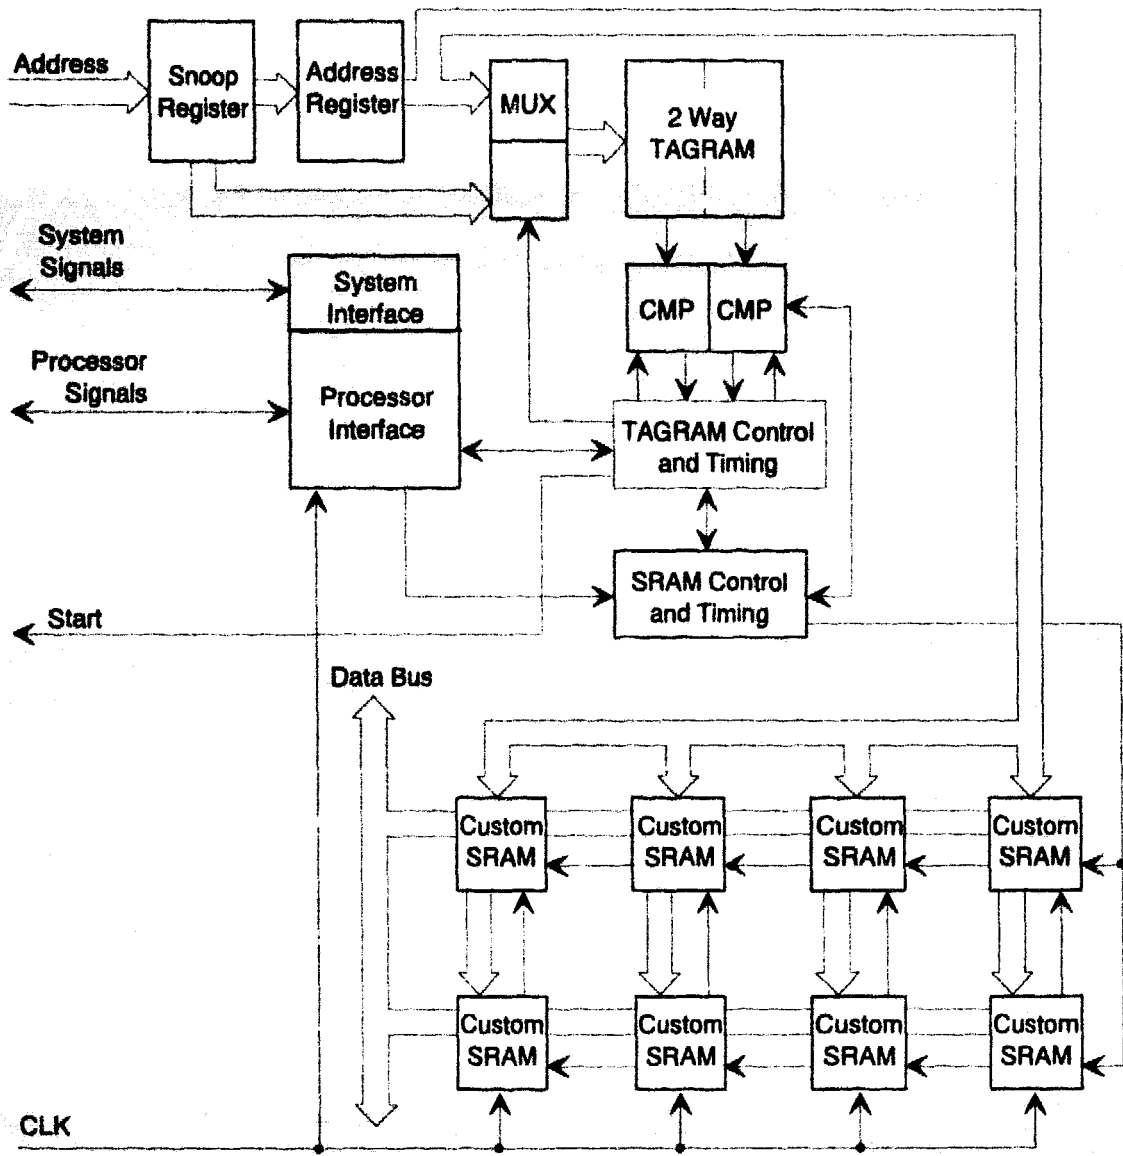 Address
Snoop
Register
Address
Register
MUX
2 Way
TAGRAM
System
Signals
System
Interface
CMP
CMP
Processor
Signals
Processor
Interface
TAGRAM Control
and Timing
SRAM Control
and Timing
Start
Data Bus
Custom
SRAM
Custom
SRAM
Custom
SRAM
Custom
SRAM
Custom
SRAM
Custom
SRAM
Custom
SRAM
Custom
SRAM
CLK